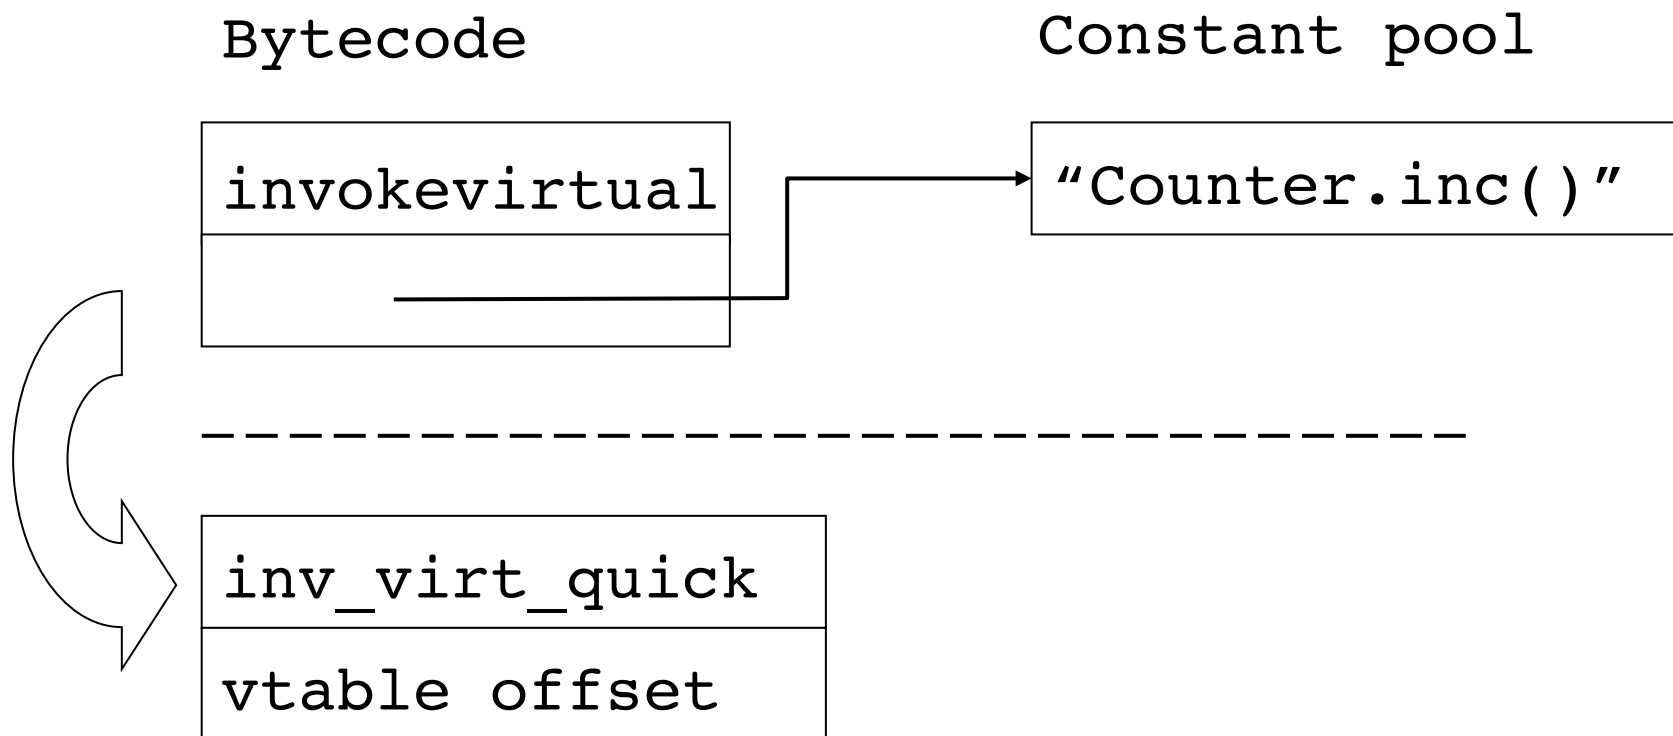 Bytecode
Constant pool
invokevirtual
“Counter.inc()”
inv_virt_quick
vtable offset